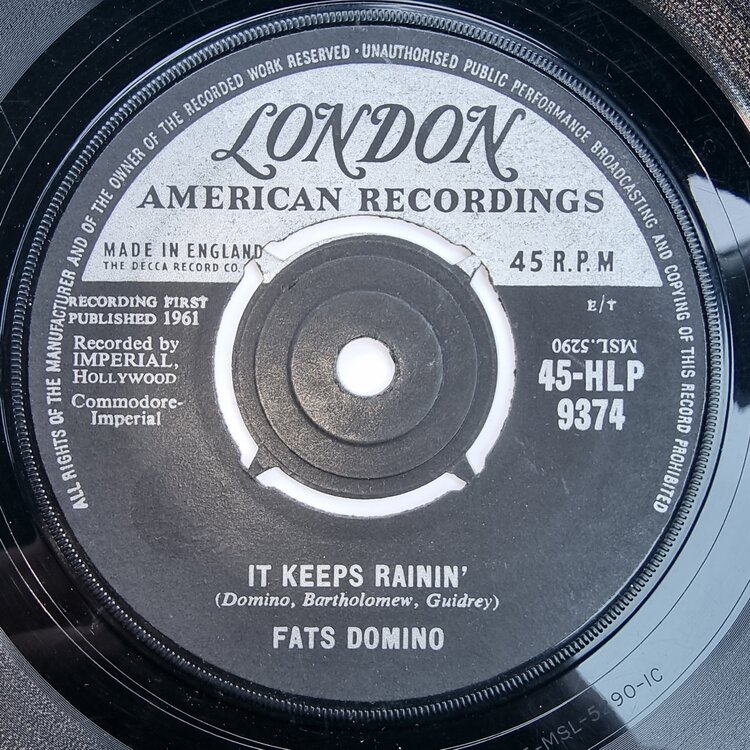 ALL RIGHTS OF THE MANUFACTURER AND OF THE OWNER OF THE RECORDED WORK RESERVED · UNAUTHORISED PUBLIC PERFORMANCE BROADCASTING AND COPYING OF THIS RECORD PROHIBITED
LONDON
AMERICAN RECORDINGS
MADE IN ENGLAND
THE DECCA RECORD CO.
45 R.P.M
RECORDING FIRST
PUBLISHED 1961
E/T
Recorded by
IMPERIAL,
HOLLYWOOD
MSL.5290
Commodore-
Imperial
45-HLP
9374
IT KEEPS RAININ'
(Domino, Bartholomew, Guidrey)
FATS DOMINO
MSL-5290-1C